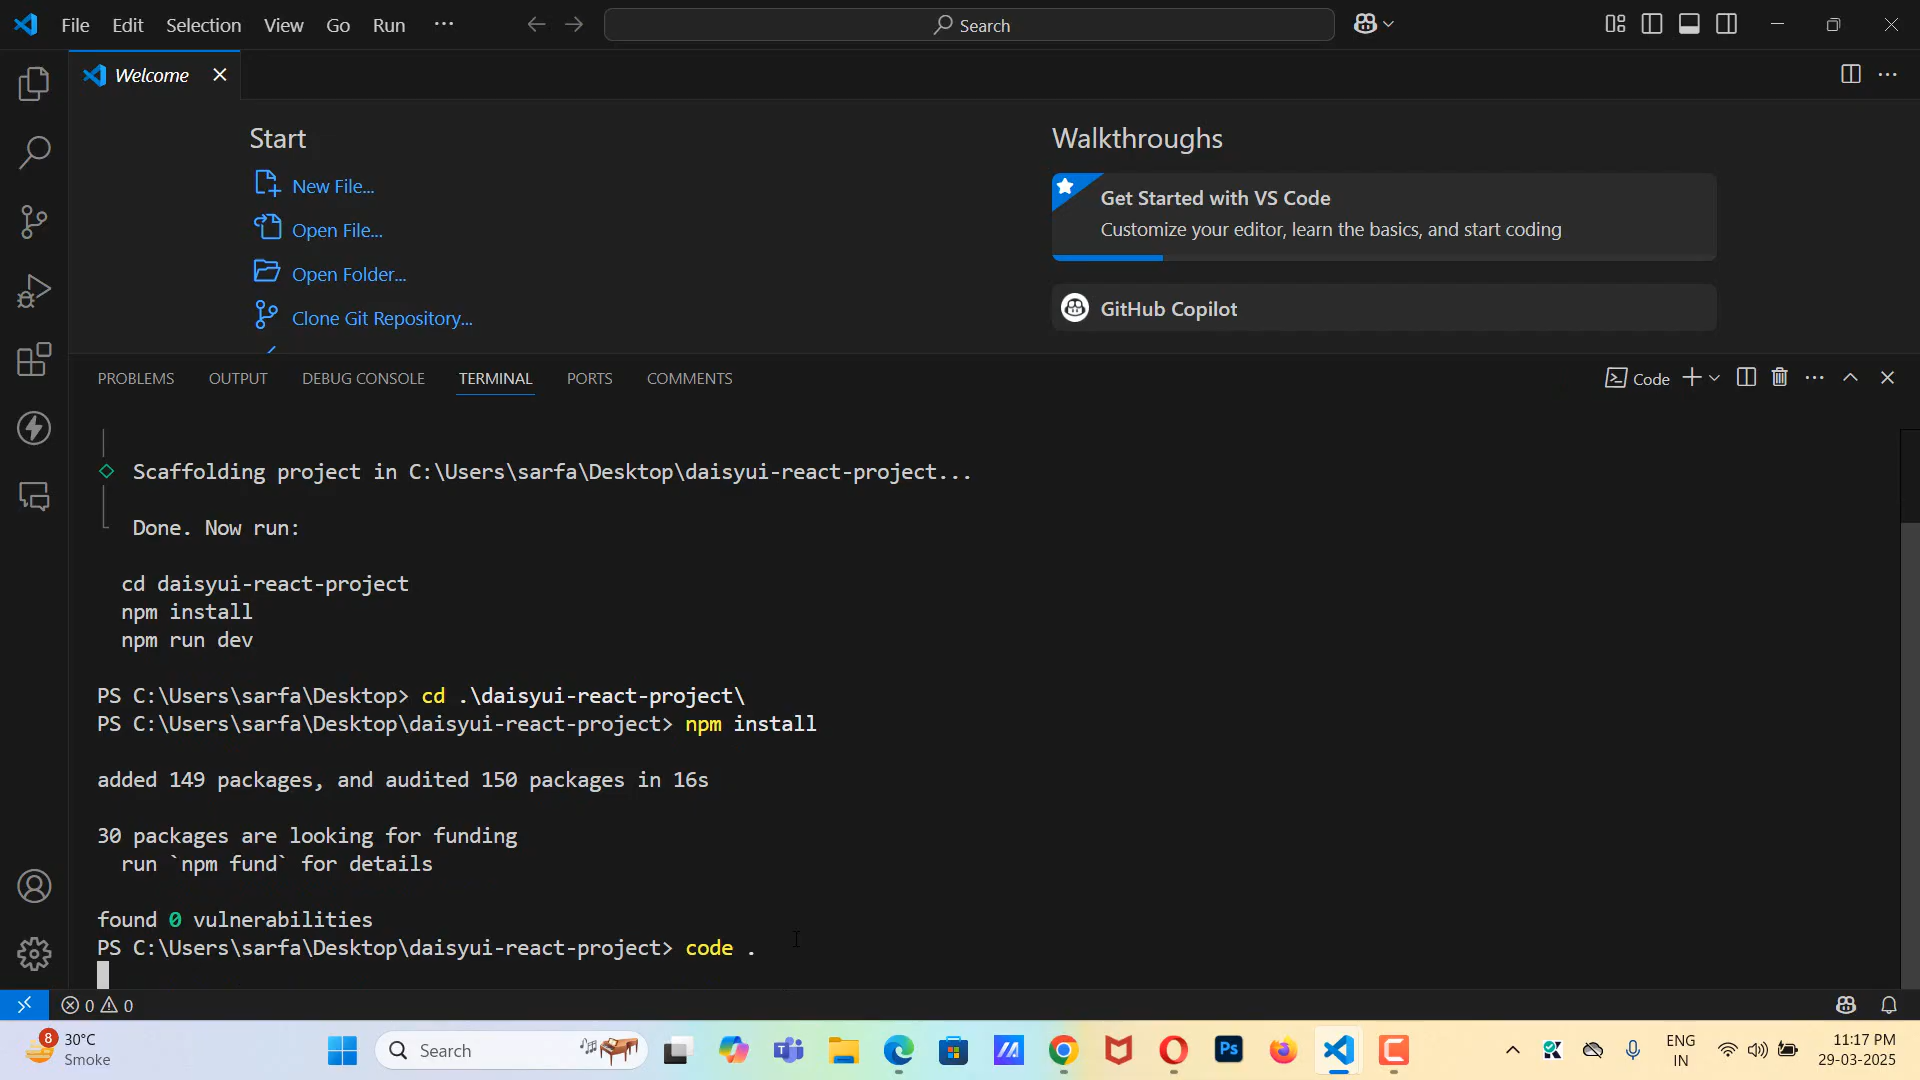 File Edit Selection View Go Run ··· Search
Welcome
Start
New File...
Open File...
Open Folder...
Clone Git Repository...
Walkthroughs
Get Started with VS Code
Customize your editor, learn the basics, and start coding
GitHub Copilot
PROBLEMS OUTPUT DEBUG CONSOLE TERMINAL PORTS COMMENTS Code
Scaffolding project in C:\Users\sarfa\Desktop\daisyui-react-project...
Done. Now run:
cd daisyui-react-project
npm install
npm run dev
PS C:\Users\sarfa\Desktop> cd .\daisyui-react-project\
PS C:\Users\sarfa\Desktop\daisyui-react-project> npm install
added 149 packages, and audited 150 packages in 16s
30 packages are looking for funding
run `npm fund` for details
found 0 vulnerabilities
PS C:\Users\sarfa\Desktop\daisyui-react-project> code .
0 0
8 30°C
Smoke
Search
Ps
ENG
IN
11:17 PM
29-03-2025